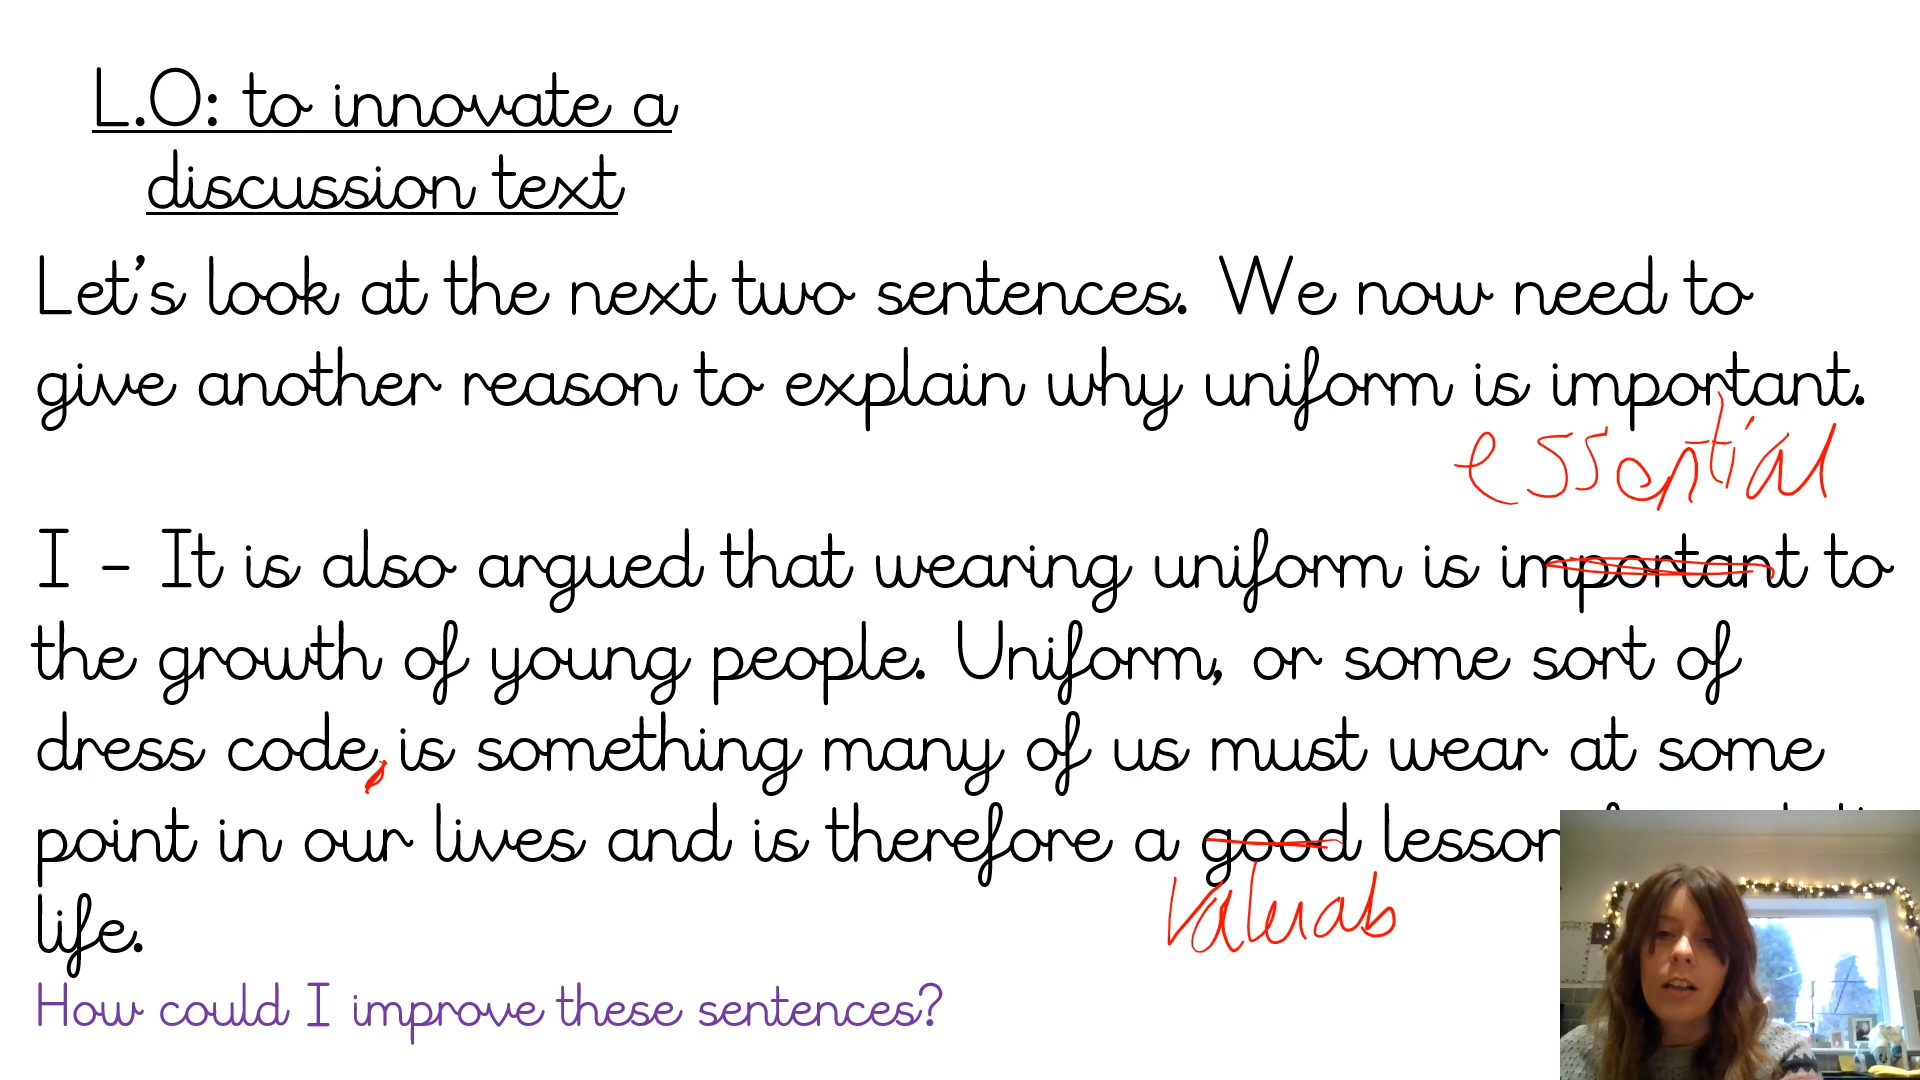 L.O: to innovate a
discussion text
Let's look at the next two sentences. We now need to
give another reason to explain why uniform is important.
essential
I - It is also argued that wearing uniform is important to
the growth of young people. Uniform, or some sort of
dress code, is something many of us must wear at some
point in our lives and is therefore a good lesson
valuab
life.
How could I improve these sentences?